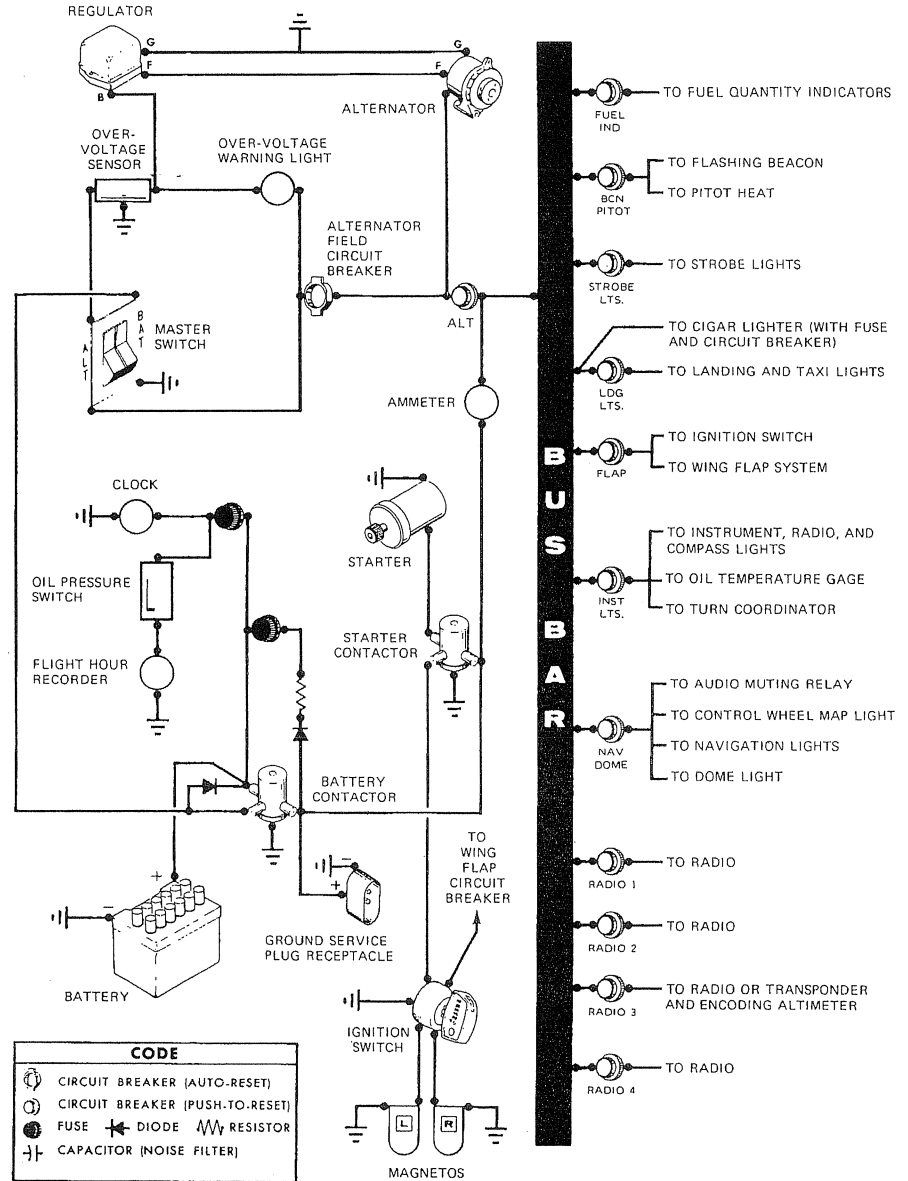 REGULATOR
G
F
B
G
F
ALTERNATOR
OVER-
VOLTAGE
SENSOR
OVER-VOLTAGE
WARNING LIGHT
ALTERNATOR
FIELD
CIRCUIT
BREAKER
ALT
BAT
ALT
MASTER
SWITCH
AMMETER
CLOCK
STARTER
OIL PRESSURE
SWITCH
STARTER
CONTACTOR
FLIGHT HOUR
RECORDER
BATTERY
CONTACTOR
+
−
BATTERY
−
+
GROUND SERVICE
PLUG RECEPTACLE
TO
WING
FLAP
CIRCUIT
BREAKER
IGNITION
SWITCH
L
R
MAGNETOS
BUS BAR
FUEL
IND
TO FUEL QUANTITY INDICATORS
BCN
PITOT
TO FLASHING BEACON
TO PITOT HEAT
STROBE
LTS.
TO STROBE LIGHTS
TO CIGAR LIGHTER (WITH FUSE
AND CIRCUIT BREAKER)
LDG
LTS.
TO LANDING AND TAXI LIGHTS
FLAP
TO IGNITION SWITCH
TO WING FLAP SYSTEM
INST
LTS.
TO INSTRUMENT, RADIO, AND
COMPASS LIGHTS
TO OIL TEMPERATURE GAGE
TO TURN COORDINATOR
NAV
DOME
TO AUDIO MUTING RELAY
TO CONTROL WHEEL MAP LIGHT
TO NAVIGATION LIGHTS
TO DOME LIGHT
RADIO 1
TO RADIO
RADIO 2
TO RADIO
RADIO 3
TO RADIO OR TRANSPONDER
AND ENCODING ALTIMETER
RADIO 4
TO RADIO
CODE
CIRCUIT BREAKER (AUTO-RESET)
CIRCUIT BREAKER (PUSH-TO-RESET)
FUSE DIODE RESISTOR
CAPACITOR (NOISE FILTER)